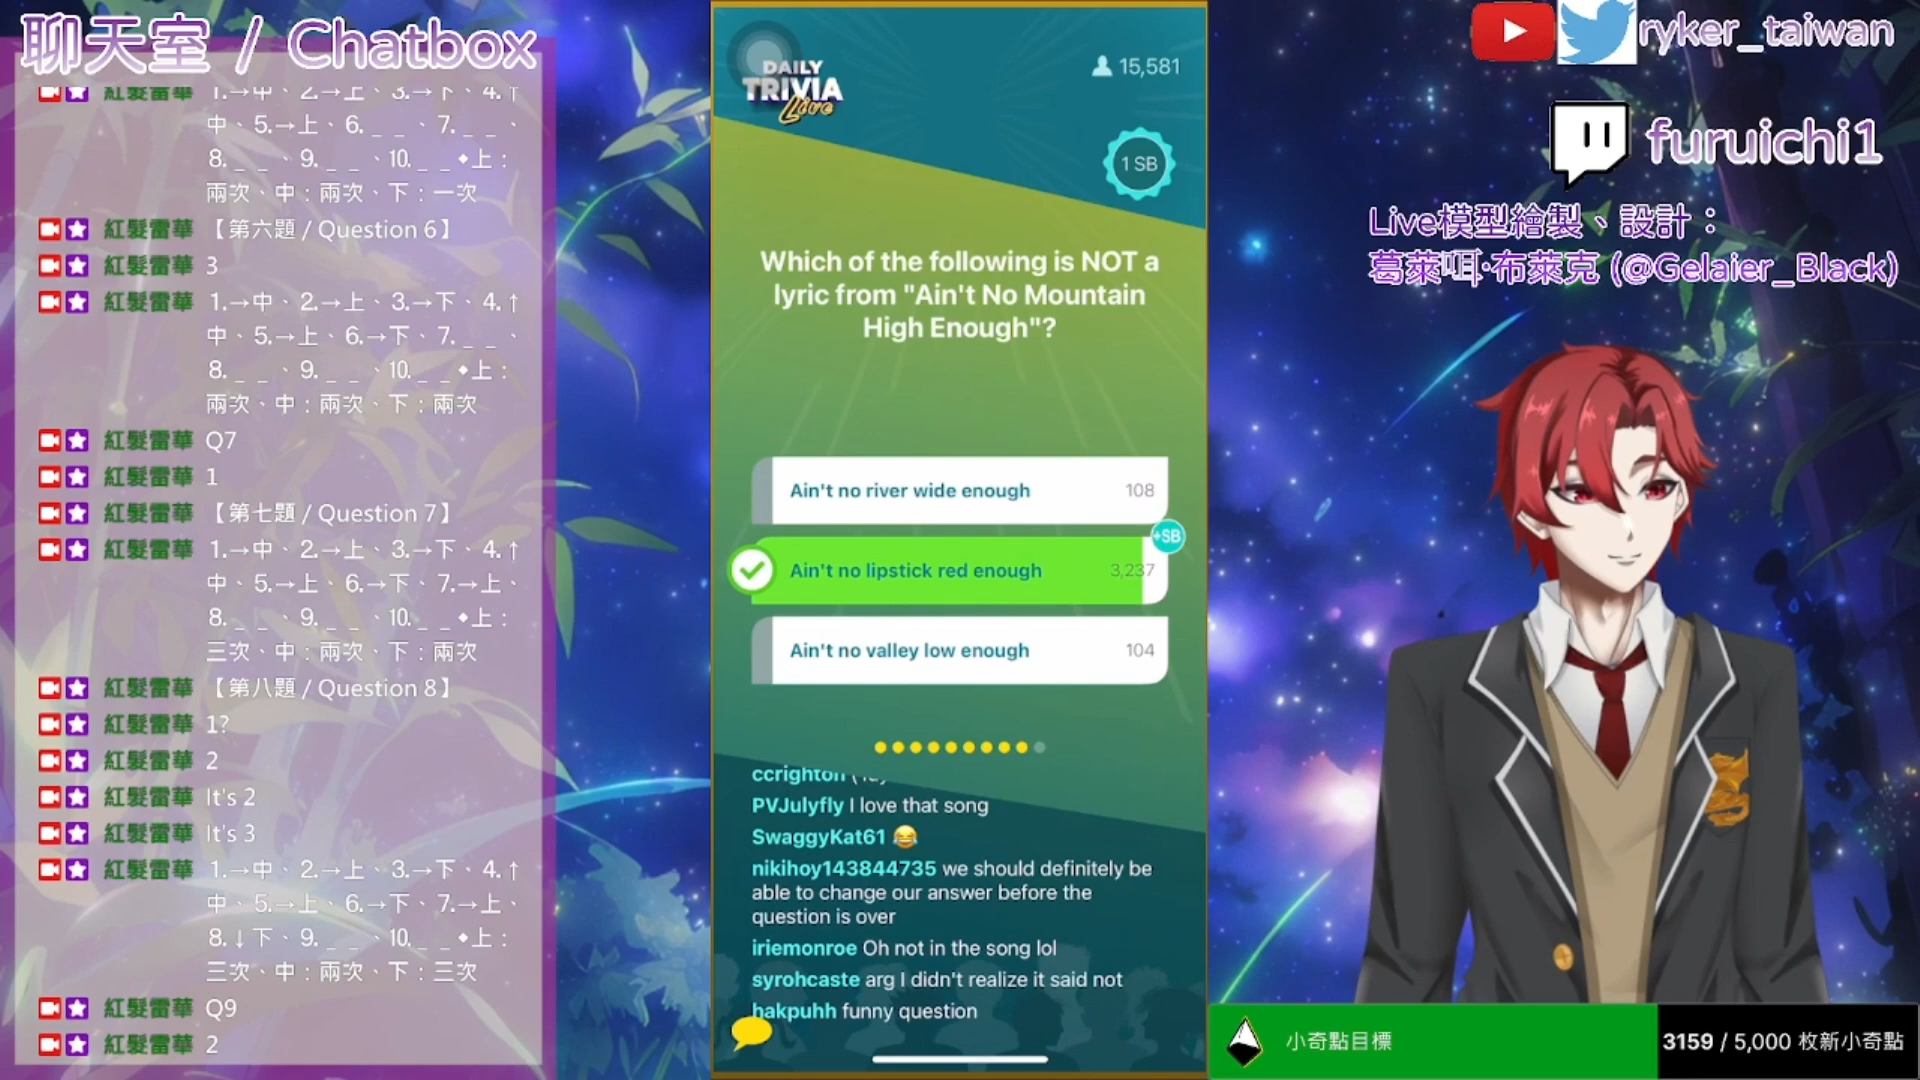 聊天室 / Chatbox
紅髮雷華 1.→中、2.→上、3.→下、4.↑
中、5.→上、6._ _ 、7._ _ 、
8._ _ 、9._ _ 、10._ _ ◆上：
兩次、中：兩次、下：一次
紅髮雷華 【第六題 / Question 6】
紅髮雷華 3
紅髮雷華 1.→中、2.→上、3.→下、4.↑
中、5.→上、6.→下、7._ _ 、
8._ _ 、9._ _ 、10._ _ ◆上：
兩次、中：兩次、下：兩次
紅髮雷華 Q7
紅髮雷華 1
紅髮雷華 【第七題 / Question 7】
紅髮雷華 1.→中、2.→上、3.→下、4.↑
中、5.→上、6.→下、7.→上、
8._ _ 、9._ _ 、10._ _ ◆上：
三次、中：兩次、下：兩次
紅髮雷華 【第八題 / Question 8】
紅髮雷華 1?
紅髮雷華 2
紅髮雷華 It's 2
紅髮雷華 It's 3
紅髮雷華 1.→中、2.→上、3.→下、4.↑
中、5.→上、6.→下、7.→上、
8.↓下、9._ _ 、10._ _ ◆上：
三次、中：兩次、下：三次
紅髮雷華 Q9
紅髮雷華 2
DAILY
TRIVIA
Live
15,581
1 SB
Which of the following is NOT a
lyric from "Ain't No Mountain
High Enough"?
Ain't no river wide enough 108
+SB
Ain't no lipstick red enough 3,237
Ain't no valley low enough 104
ccrighton
PVJulyfly I love that song
SwaggyKat61 😂
nikihoy143844735 we should definitely be
able to change our answer before the
question is over
iriemonroe Oh not in the song lol
syrohcaste arg I didn't realize it said not
hakpuhh funny question
ryker_taiwan
furuichi1
Live模型繪製、設計：
葛萊咡·布萊克 (@Gelaier_Black)
小奇點目標
3159 / 5,000 枚新小奇點